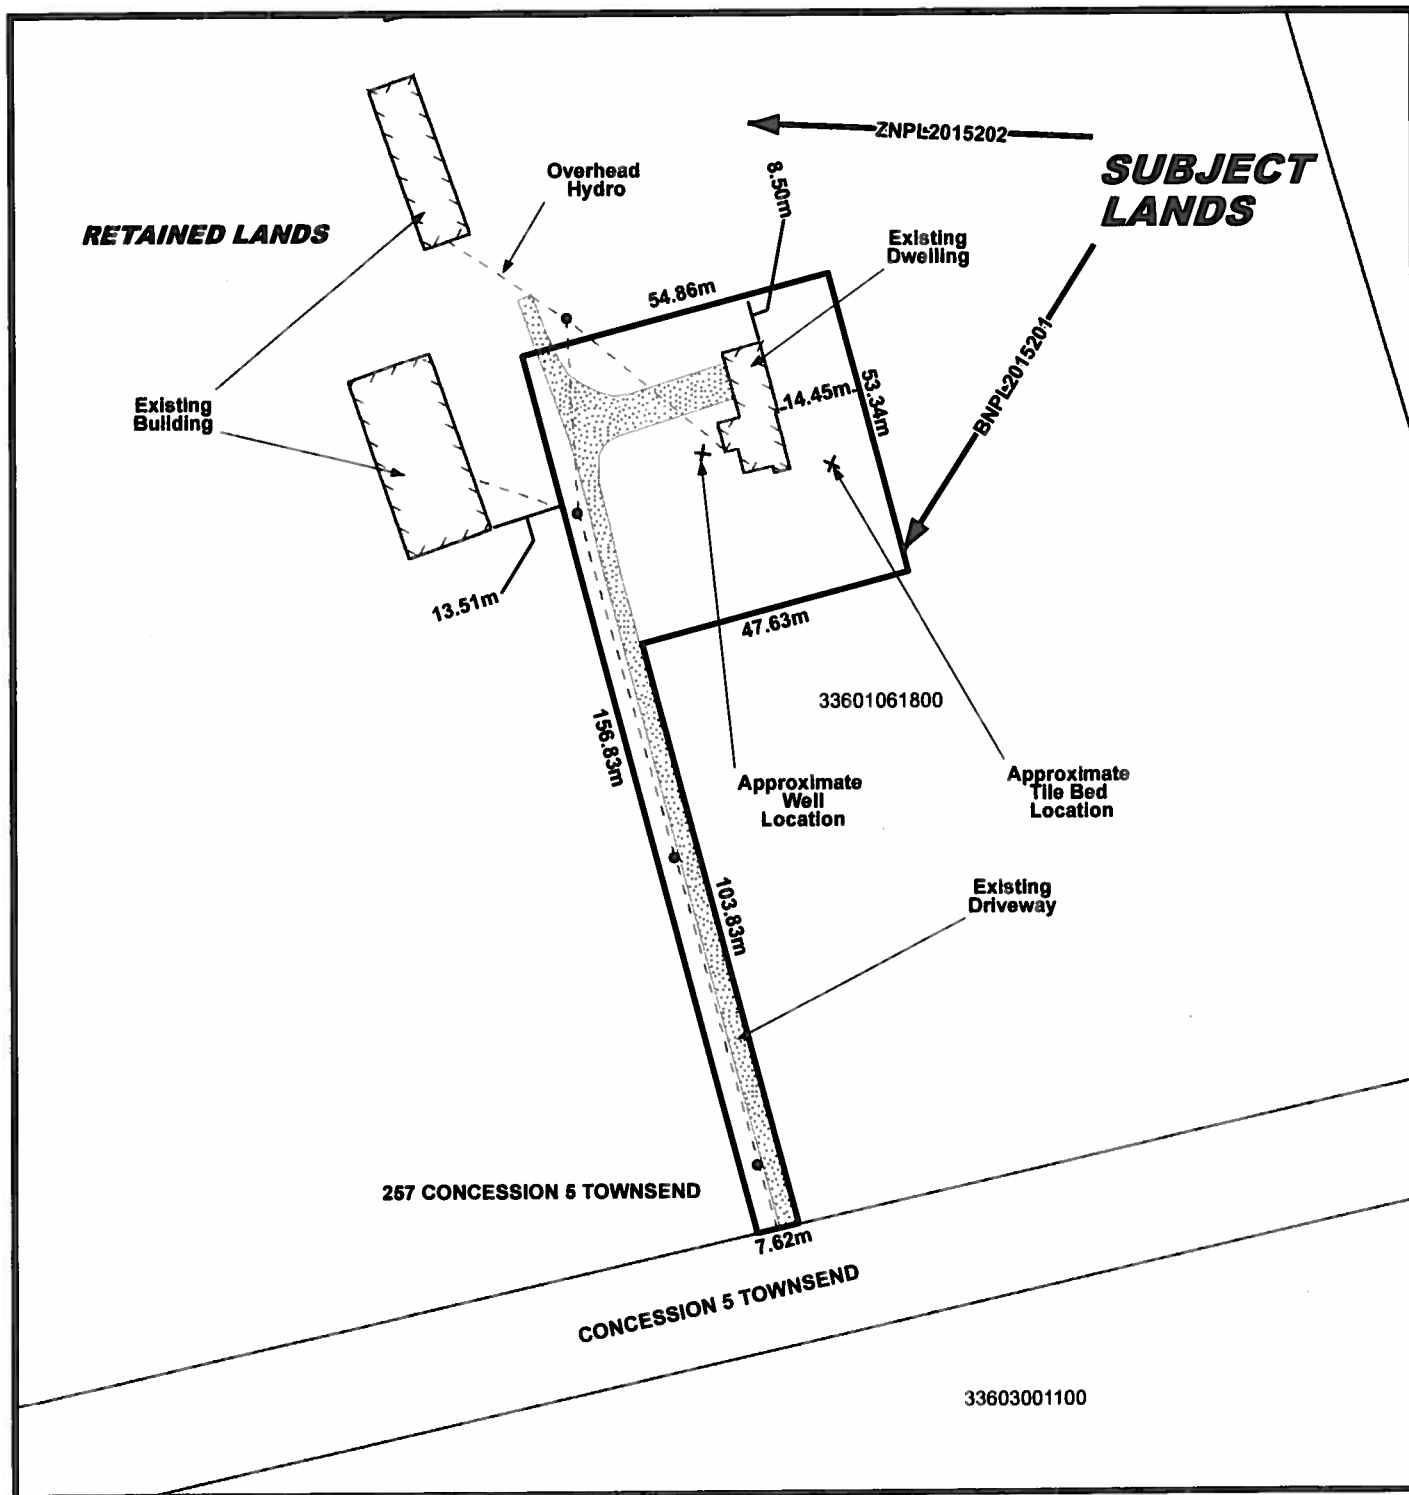 ZNPL2015202
SUBJECT
LANDS
8.50m
Overhead
Hydro
RETAINED LANDS
Existing
Dwelling
54.86m
BNPL2015201
14.45m
53.34m
Existing
Building
13.51m
47.63m
33601061800
156.83m
Approximate
Well
Location
Approximate
Tile Bed
Location
103.83m
Existing
Driveway
257 CONCESSION 5 TOWNSEND
7.62m
CONCESSION 5 TOWNSEND
33603001100